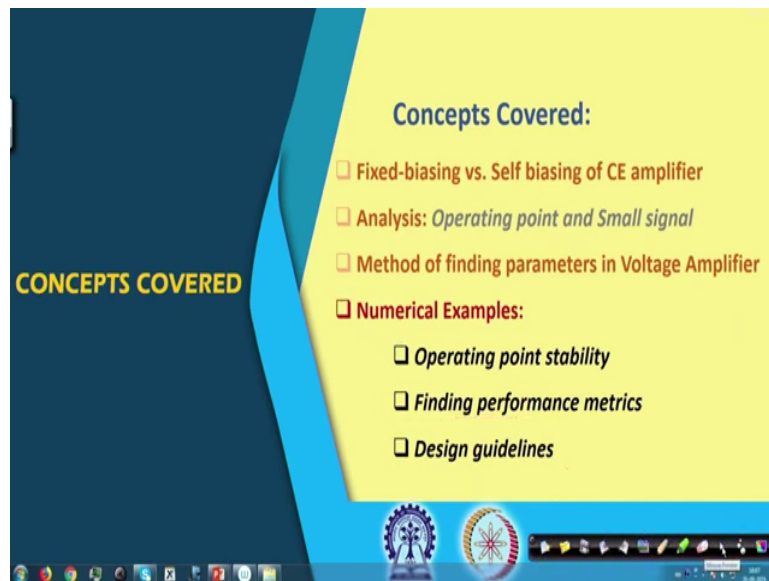 CONCEPTS COVERED
Concepts Covered:
Fixed-biasing vs. Self biasing of CE amplifier
Analysis: Operating point and Small signal
Method of finding parameters in Voltage Amplifier
Numerical Examples:
Operating point stability
Finding performance metrics
Design guidelines